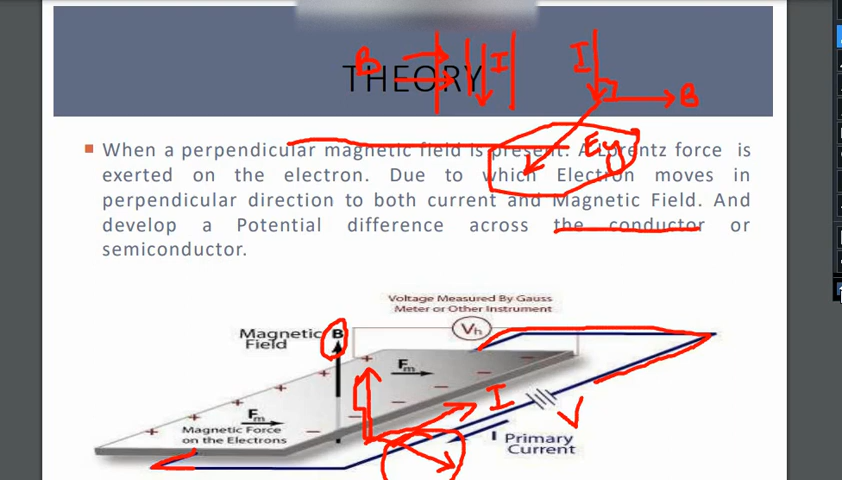 THEORY
B I I B
Ey
When a perpendicular magnetic field is present. A Lorentz force is
exerted on the electron. Due to which Electron moves in
perpendicular direction to both current and Magnetic Field. And
develop a Potential difference across the conductor or
semiconductor.
Voltage Measured By Gauss
Meter or Other Instrument
Vh
Magnetic B
Field
Fm
I
V
Fm
Magnetic Force
on the Electrons
I Primary
Current